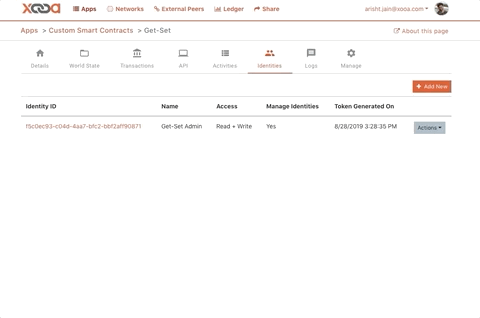 xooa Apps Networks External Peers Ledger Share arisht.jain@xooa.com
Apps > Custom Smart Contracts > Get-Set About this page
Details World State Transactions API Activities Identities Logs Manage
Add New
Identity ID Name Access Manage Identities Token Generated On
f5c0ec93-c04d-4aa7-bfc2-bbf2aff90871 Get-Set Admin Read + Write Yes 8/28/2019 3:28:35 PM Actions